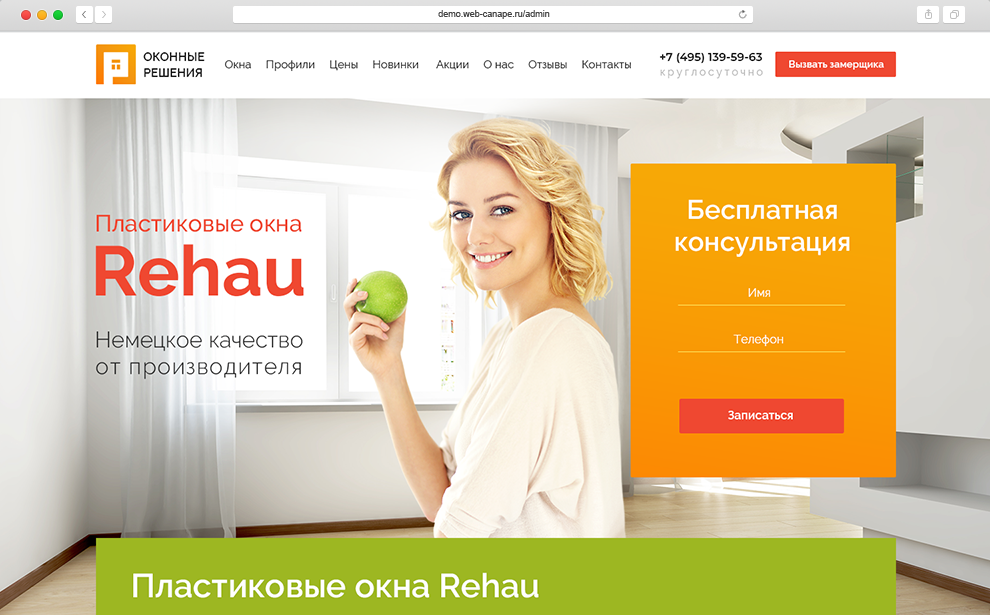 demo.web-canape.ru/admin
ОКОННЫЕ
РЕШЕНИЯ
Окна Профили Цены Новинки Акции О нас Отзывы Контакты
+7 (495) 139-59-63
круглосуточно
Вызвать замерщика
Пластиковые окна
Rehau
Немецкое качество
от производителя
Бесплатная
консультация
Имя
Телефон
Записаться
Пластиковые окна Rehau